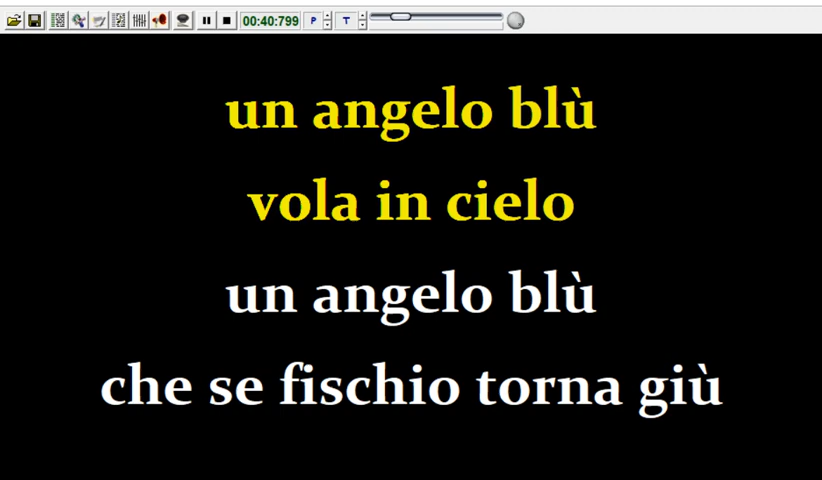 00:40:799 P T
un angelo blù
vola in cielo
un angelo blù
che se fischio torna giù